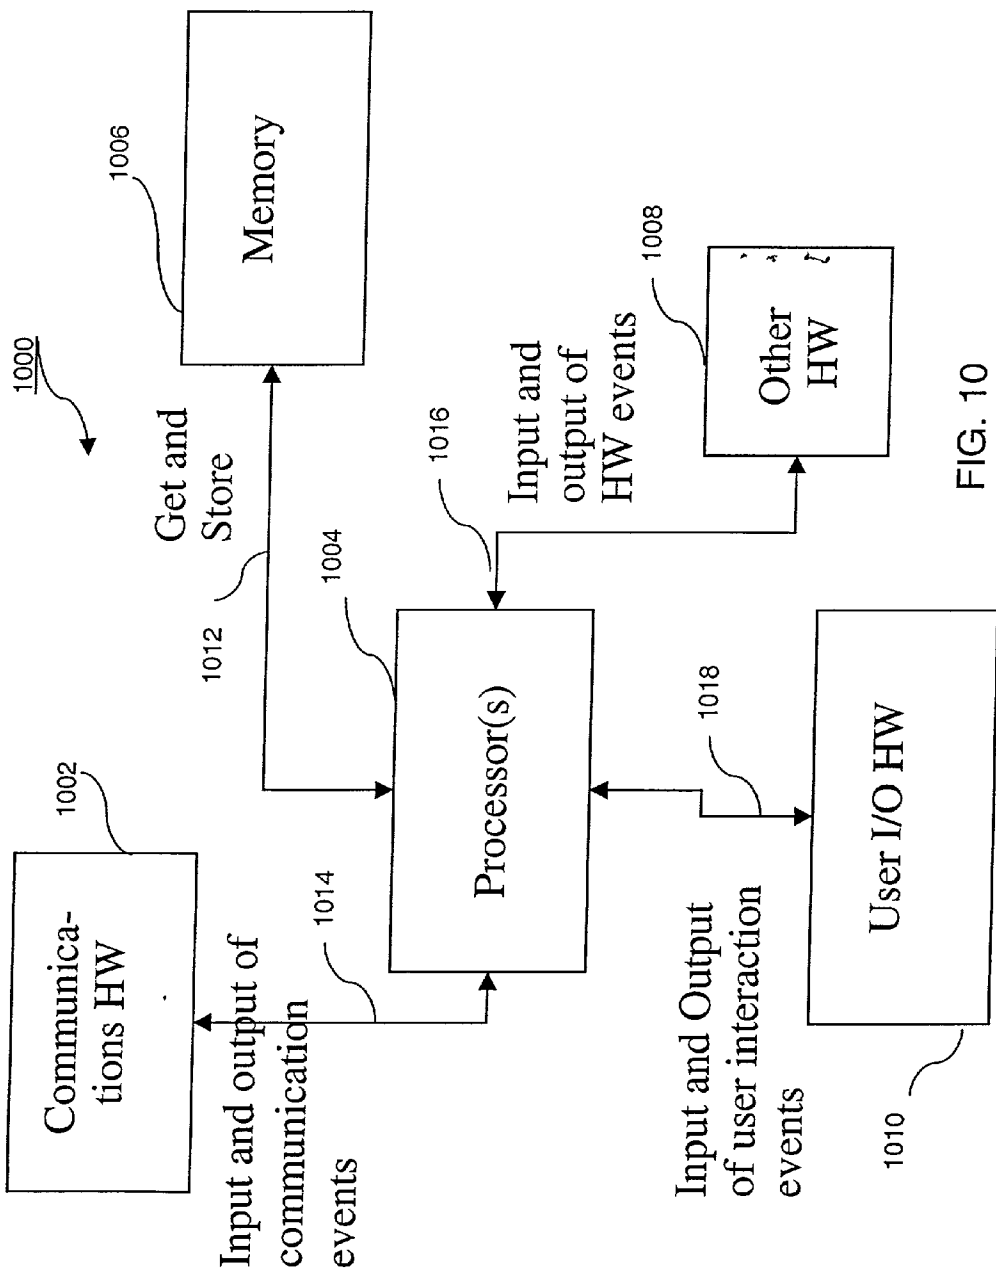 1000
1002
Communica-
tions HW
1006
Memory
Get and
Store
1012
Input and output of
communication
events
1014
1004
Processor(s)
1016
Input and
output of
HW events
1008
Other
HW
Input and Output
of user interaction
events
1018
User I/O HW
1010
FIG. 10